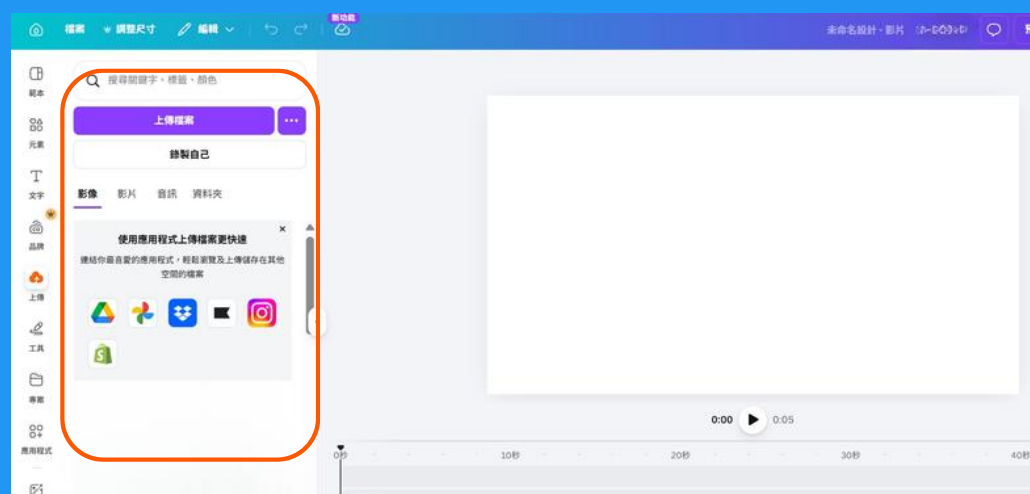 新功能
檔案 調整尺寸 編輯
未命名設計 - 影片
範本
元素
文字
品牌
上傳
工具
專案
應用程式
搜尋關鍵字、標籤、顏色
上傳檔案
錄製自己
影像 影片 音訊 資料夾
使用應用程式上傳檔案更快速
連結你最喜愛的應用程式，輕鬆瀏覽及上傳儲存在其他
空間的檔案
0:00 0:05
0秒 10秒 20秒 30秒 40秒